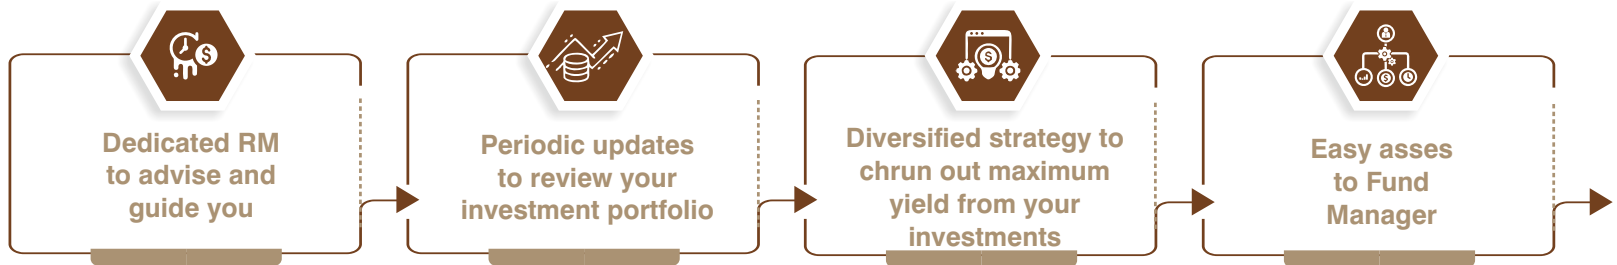 Dedicated RM
to advise and
guide you
Periodic updates
to review your
investment portfolio
Diversified strategy to
chrun out maximum
yield from your
investments
Easy asses
to Fund
Manager